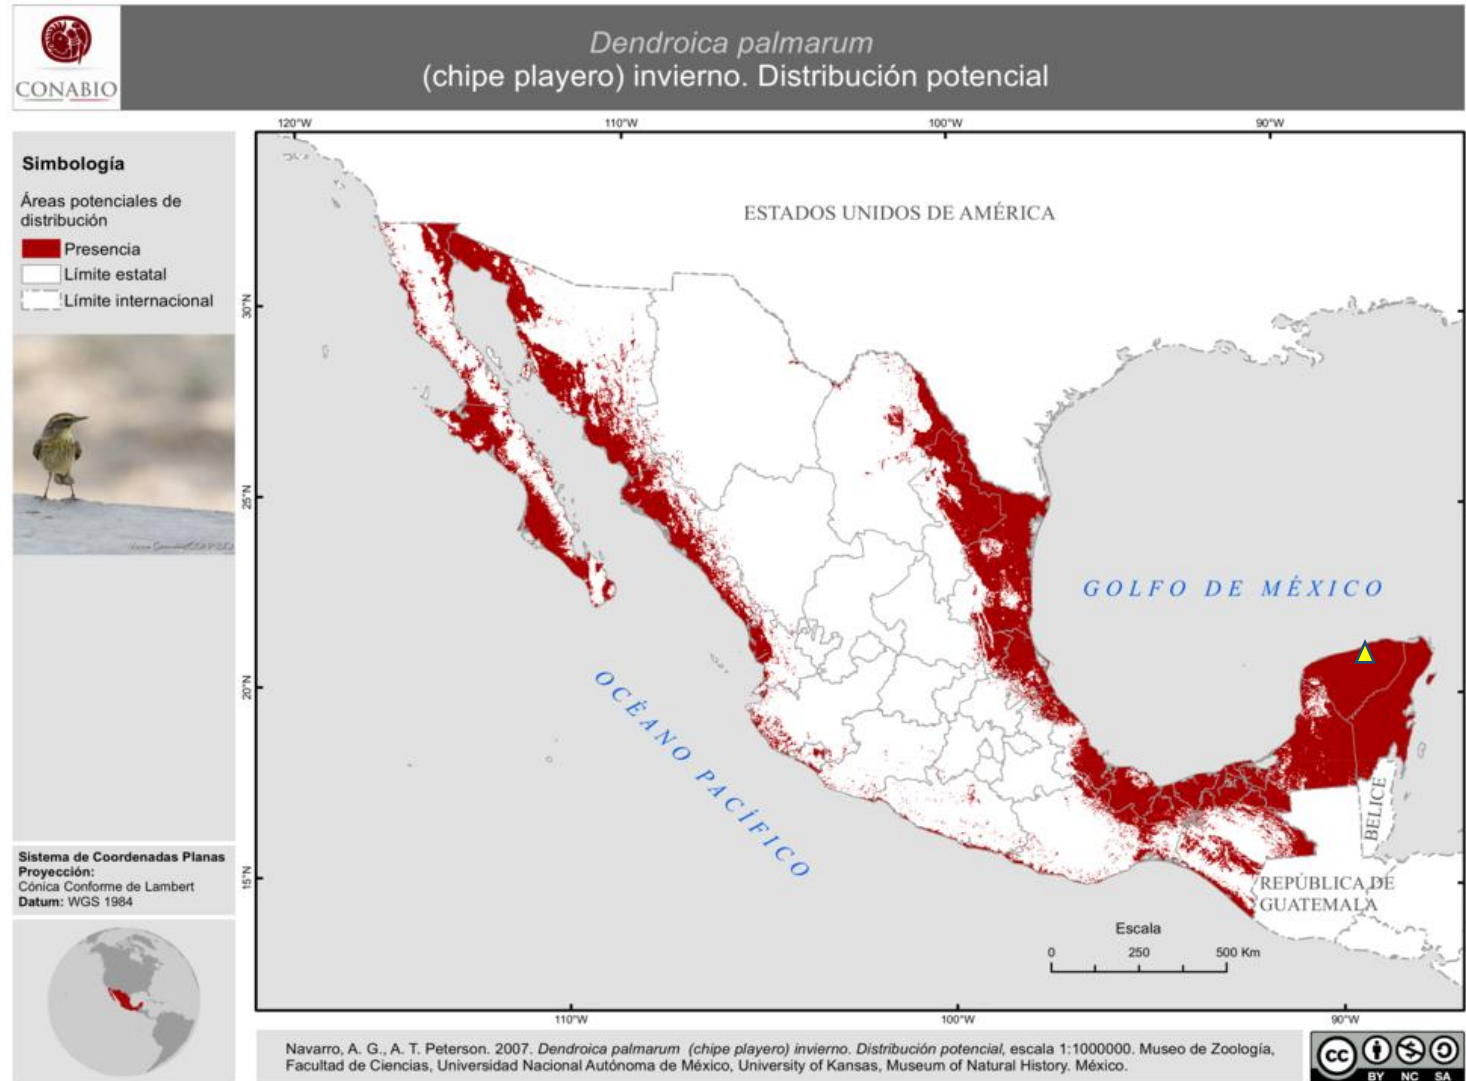 CONABIO
Dendroica palmarum
(chipe playero) invierno. Distribución potencial
Simbología
Áreas potenciales de
distribución
Presencia
Límite estatal
Límite internacional
120°W
110°W
100°W
90°W
30°N
25°N
20°N
15°N
ESTADOS UNIDOS DE AMÉRICA
GOLFO DE MÉXICO
OCÉANO PACÍFICO
BELICE
REPÚBLICA DE
GUATEMALA
Escala
0 250 500 Km
110°W
100°W
90°W
Sistema de Coordenadas Planas
Proyección:
Cónica Conforme de Lambert
Datum: WGS 1984
Navarro, A. G., A. T. Peterson. 2007. Dendroica palmarum (chipe playero) invierno. Distribución potencial, escala 1:1000000. Museo de Zoología,
Facultad de Ciencias, Universidad Nacional Autónoma de México, University of Kansas, Museum of Natural History. México.
cc
BY NC SA